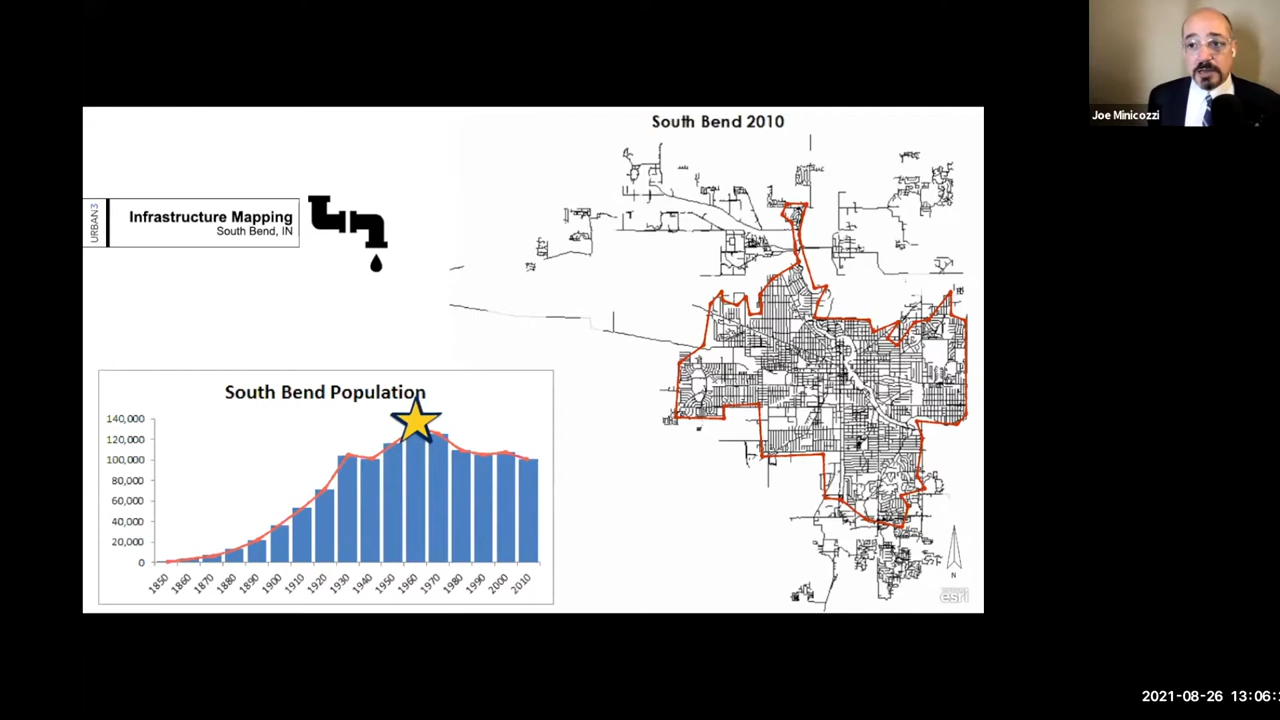 South Bend 2010
Joe Minicozzi
URBAN3
Infrastructure Mapping
South Bend, IN
South Bend Population
140,000
120,000
100,000
80,000
60,000
40,000
20,000
0
1850 1860 1870 1880 1890 1900 1910 1920 1930 1940 1950 1960 1970 1980 1990 2000 2010
N
esri
2021-08-26 13:06: